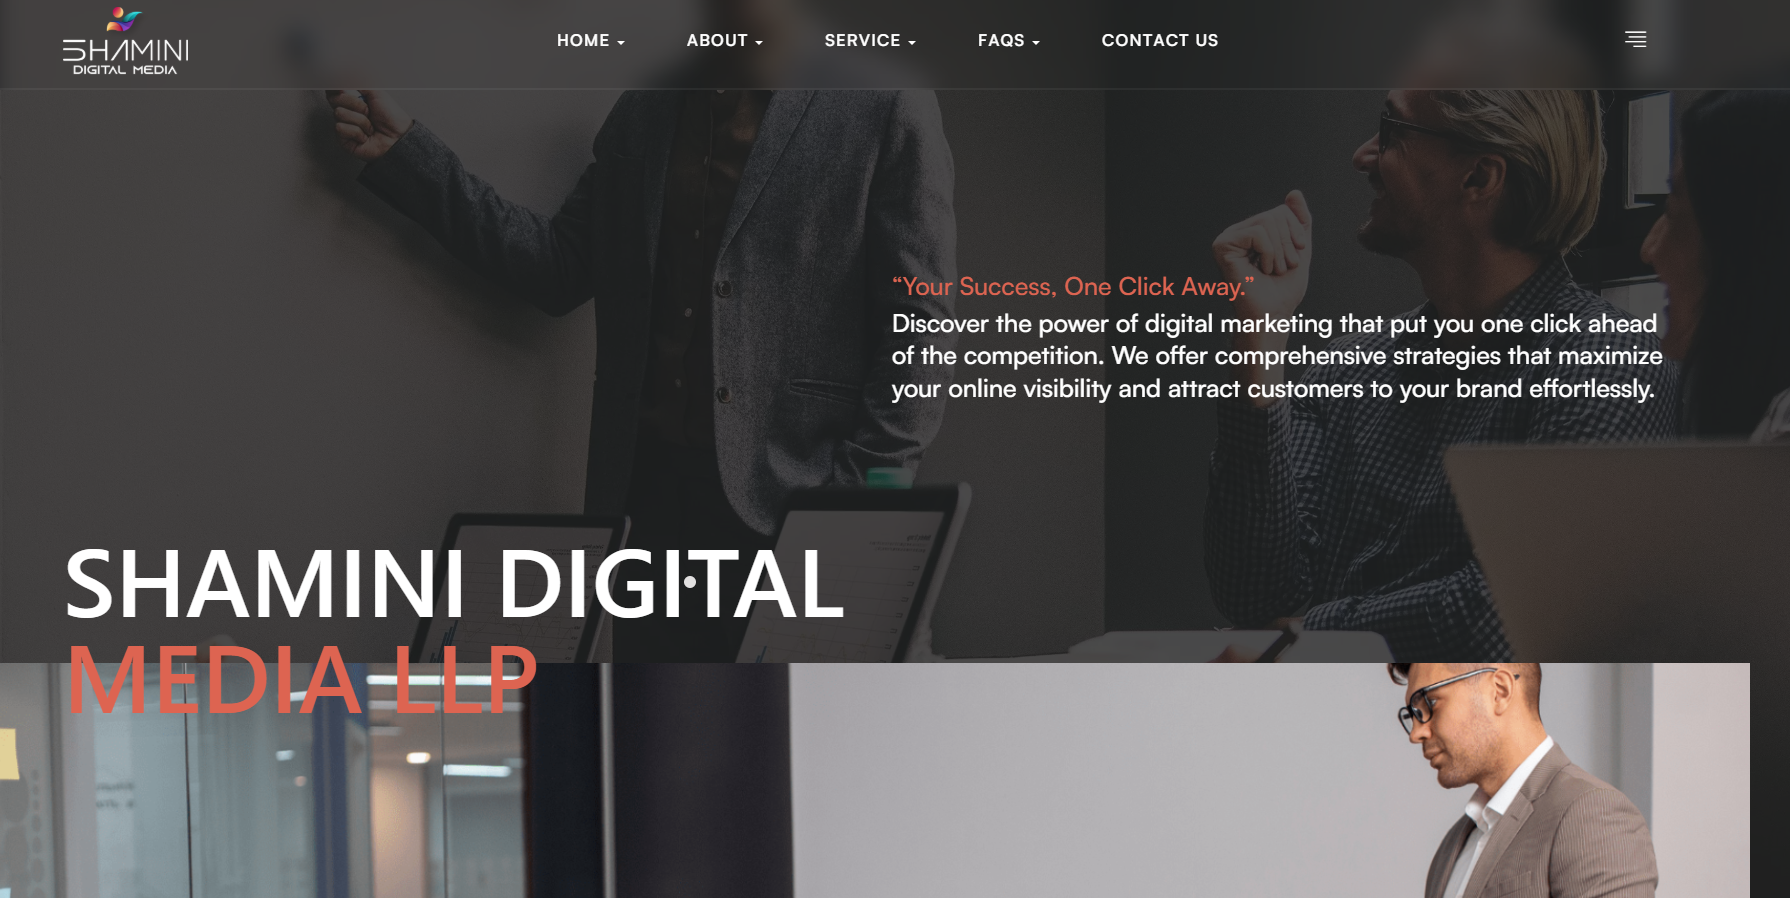 SHAMINI
DIGITAL MEDIA
HOME
ABOUT
SERVICE
FAQS
CONTACT US
“Your Success, One Click Away.”
Discover the power of digital marketing that put you one click ahead
of the competition. We offer comprehensive strategies that maximize
your online visibility and attract customers to your brand effortlessly.
SHAMINI DIGITAL
MEDIA LLP